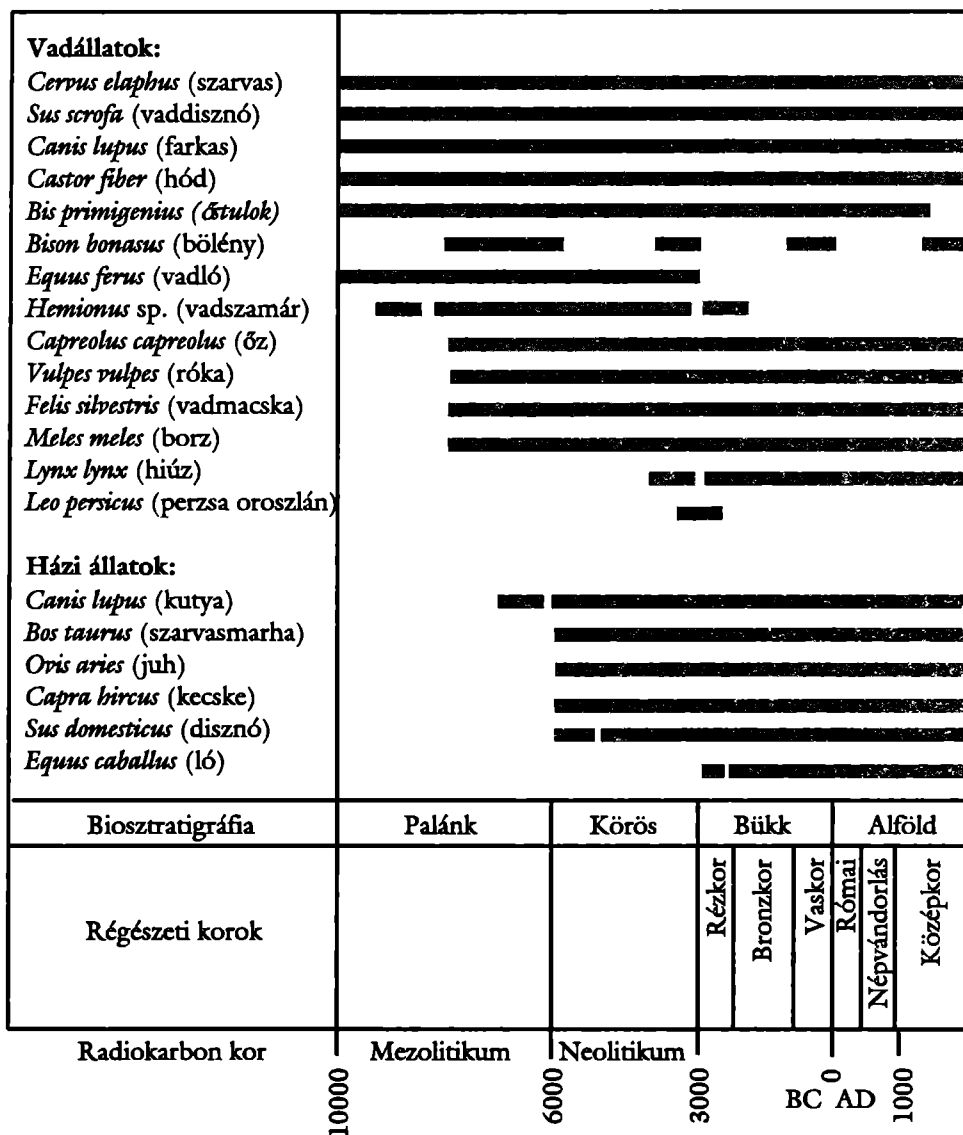 Vadállatok:
Cervus elaphus (szarvas)
Sus scrofa (vaddisznó)
Canis lupus (farkas)
Castor fiber (hód)
Bis primigenius (őstulok)
Bison bonasus (bölény)
Equus ferus (vadló)
Hemionus sp. (vadszamár)
Capreolus capreolus (őz)
Vulpes vulpes (róka)
Felis silvestris (vadmacska)
Meles meles (borz)
Lynx lynx (hiúz)
Leo persicus (perzsa oroszlán)
Házi állatok:
Canis lupus (kutya)
Bos taurus (szarvasmarha)
Ovis aries (juh)
Capra hircus (kecske)
Sus domesticus (disznó)
Equus caballus (ló)
Biosztratigráfia Palánk Körös Bükk Alföld
Régészeti korok Rézkor Bronzkor Vaskor Római Népvándorlás Középkor
Radiokarbon kor Mezolitikum Neolitikum
10000 6000 3000 BC 0 AD 1000